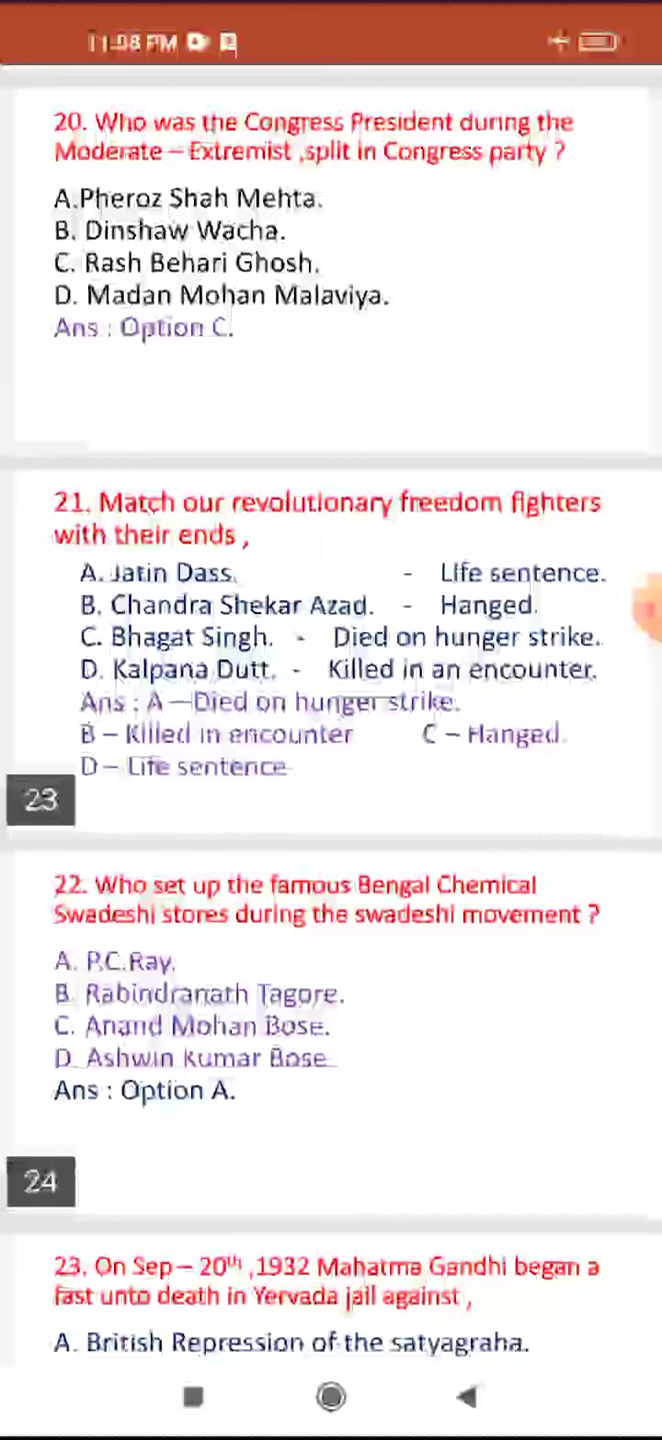 11:08 PM
20. Who was the Congress President during the
Moderate – Extremist ,split in Congress party ?
A.Pheroz Shah Mehta.
B. Dinshaw Wacha.
C. Rash Behari Ghosh.
D. Madan Mohan Malaviya.
Ans : Option C.
21. Match our revolutionary freedom fighters
with their ends ,
A. Jatin Dass. - Life sentence.
B. Chandra Shekar Azad. - Hanged.
C. Bhagat Singh. - Died on hunger strike.
D. Kalpana Dutt. - Killed in an encounter.
Ans : A —Died on hunger strike.
B – Killed in encounter C – Hanged.
D – Life sentence
23
22. Who set up the famous Bengal Chemical
Swadeshi stores during the swadeshi movement ?
A. P.C.Ray.
B. Rabindranath Tagore.
C. Anand Mohan Bose.
D. Ashwin Kumar Bose
Ans : Option A.
24
23. On Sep – 20th ,1932 Mahatma Gandhi began a
fast unto death in Yervada jail against ,
A. British Repression of the satyagraha.